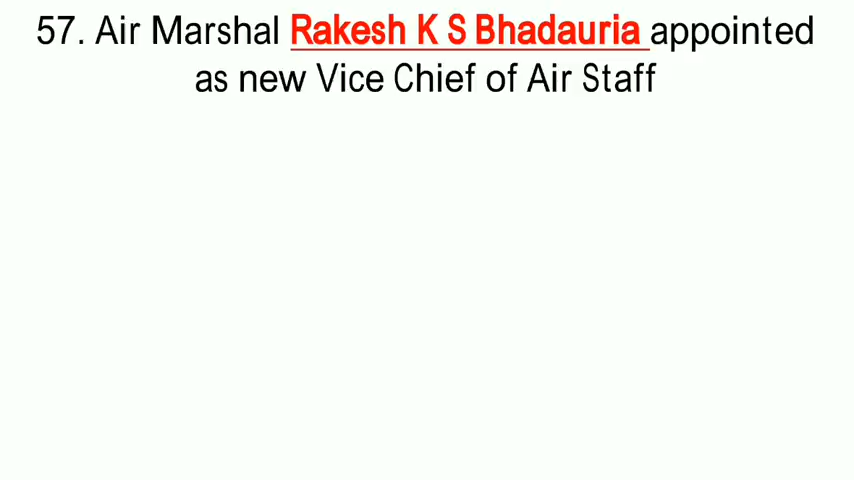 57. Air Marshal Rakesh K S Bhadauria appointed
as new Vice Chief of Air Staff